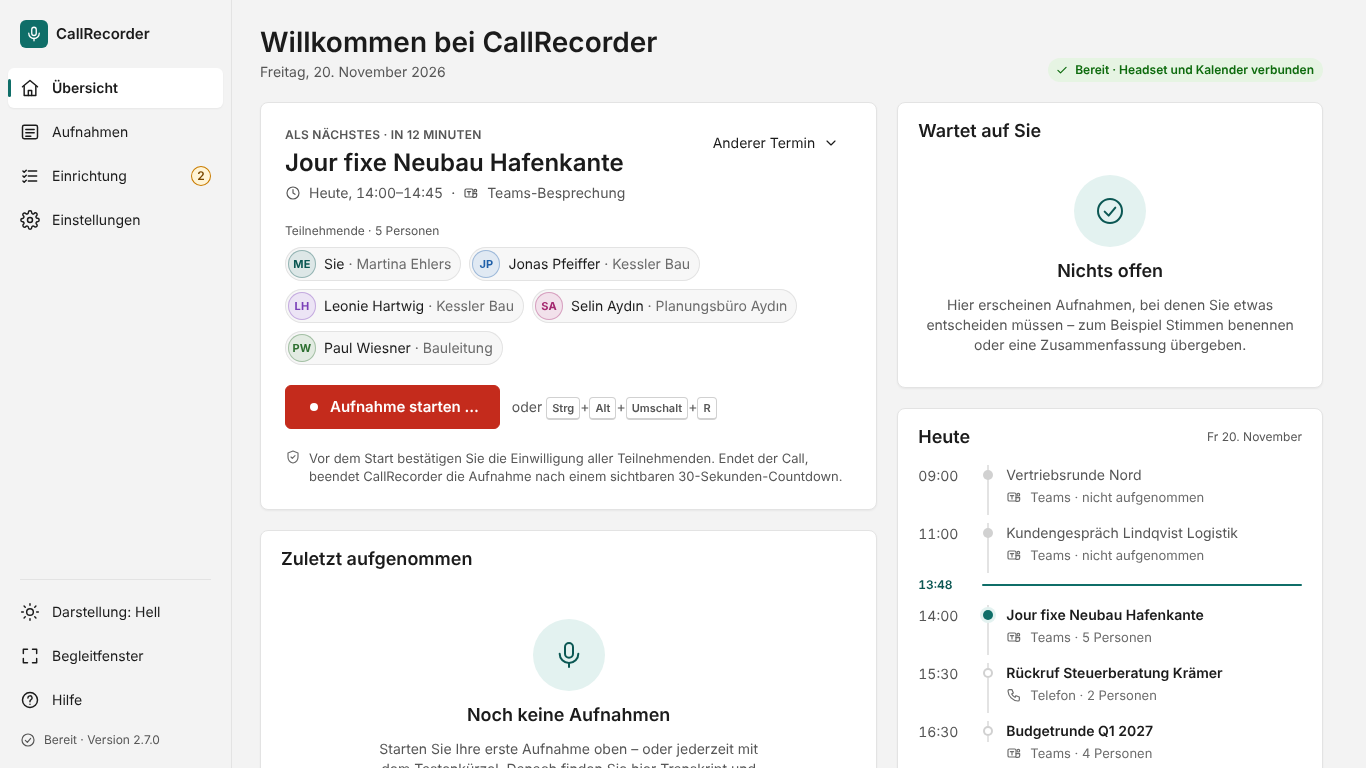 CallRecorder
Übersicht
Aufnahmen
Einrichtung
2
Einstellungen
Darstellung: Hell
Begleitfenster
Hilfe
Bereit · Version 2.7.0
Willkommen bei CallRecorder
Freitag, 20. November 2026
Bereit · Headset und Kalender verbunden
ALS NÄCHSTES · IN 12 MINUTEN
Anderer Termin
Jour fixe Neubau Hafenkante
Heute, 14:00–14:45 · Teams-Besprechung
Teilnehmende · 5 Personen
ME Sie · Martina Ehlers
JP Jonas Pfeiffer · Kessler Bau
LH Leonie Hartwig · Kessler Bau
SA Selin Aydın · Planungsbüro Aydın
PW Paul Wiesner · Bauleitung
Aufnahme starten ...
oder Strg+Alt+Umschalt+R
Vor dem Start bestätigen Sie die Einwilligung aller Teilnehmenden. Endet der Call,
beendet CallRecorder die Aufnahme nach einem sichtbaren 30-Sekunden-Countdown.
Zuletzt aufgenommen
Noch keine Aufnahmen
Starten Sie Ihre erste Aufnahme oben – oder jederzeit mit
dem Tastenkürzel. Danach finden Sie hier Transkript und
Wartet auf Sie
Nichts offen
Hier erscheinen Aufnahmen, bei denen Sie etwas
entscheiden müssen – zum Beispiel Stimmen benennen
oder eine Zusammenfassung übergeben.
Heute
Fr 20. November
09:00 Vertriebsrunde Nord
Teams · nicht aufgenommen
11:00 Kundengespräch Lindqvist Logistik
Teams · nicht aufgenommen
13:48
14:00 Jour fixe Neubau Hafenkante
Teams · 5 Personen
15:30 Rückruf Steuerberatung Krämer
Telefon · 2 Personen
16:30 Budgetrunde Q1 2027
Teams · 4 Personen